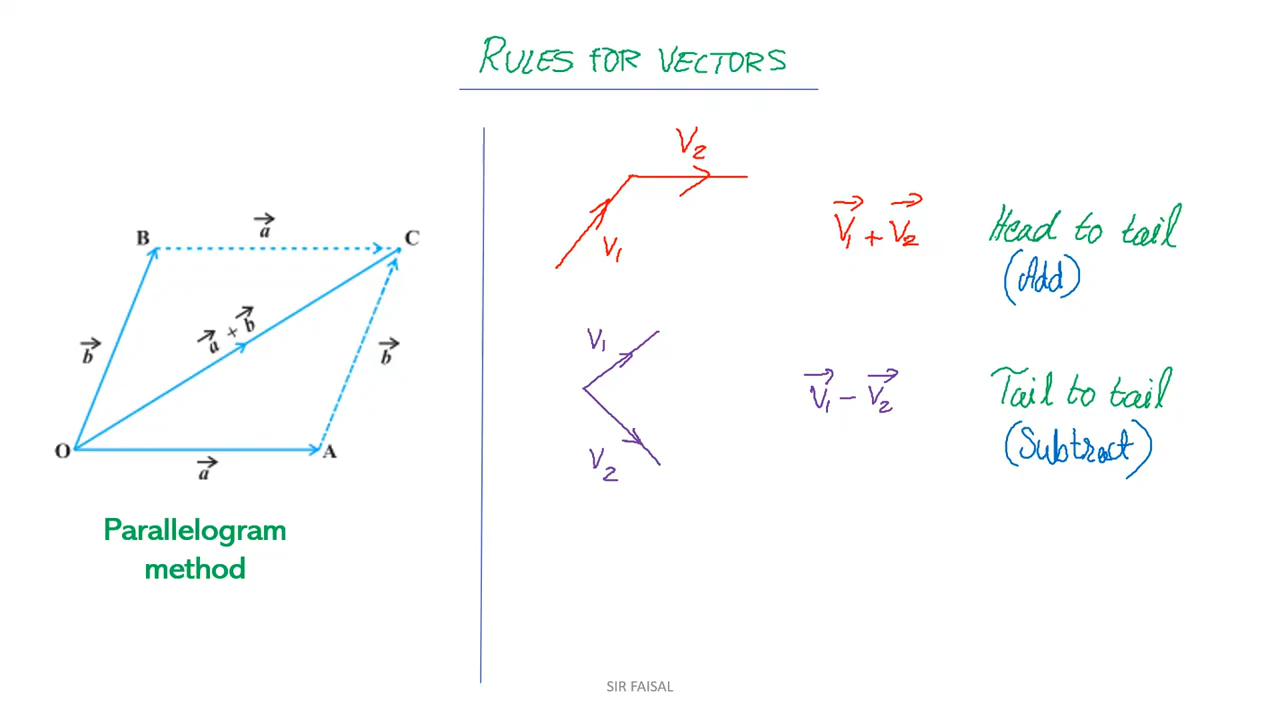 RULES FOR VECTORS
B
a
C
b
a + b
b
O
a
A
Parallelogram
method
V2
V1
V1 + V2
Head to tail
(Add)
V1
V2
V1 - V2
Tail to tail
(Subtract)
SIR FAISAL